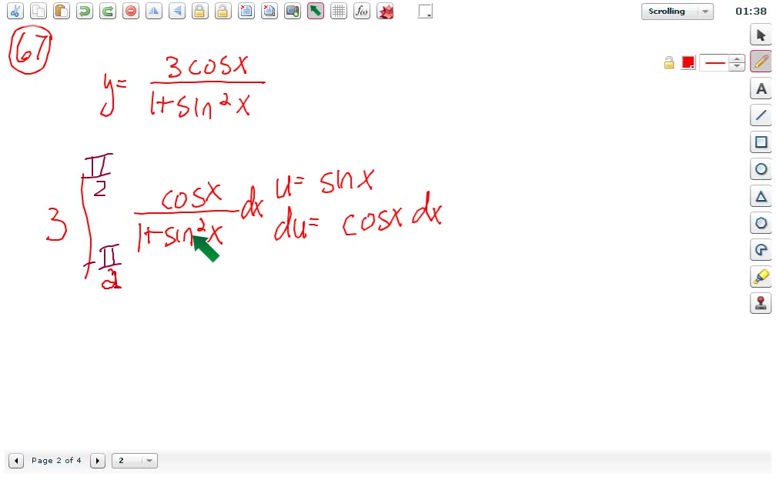 Scrolling 01:38
67
y= 3cosx
1+sin²x
π/2
3 ∫ cosx/(1+sin²x) dx u= sinx
du= cosx dx
-π/2
Page 2 of 4 2